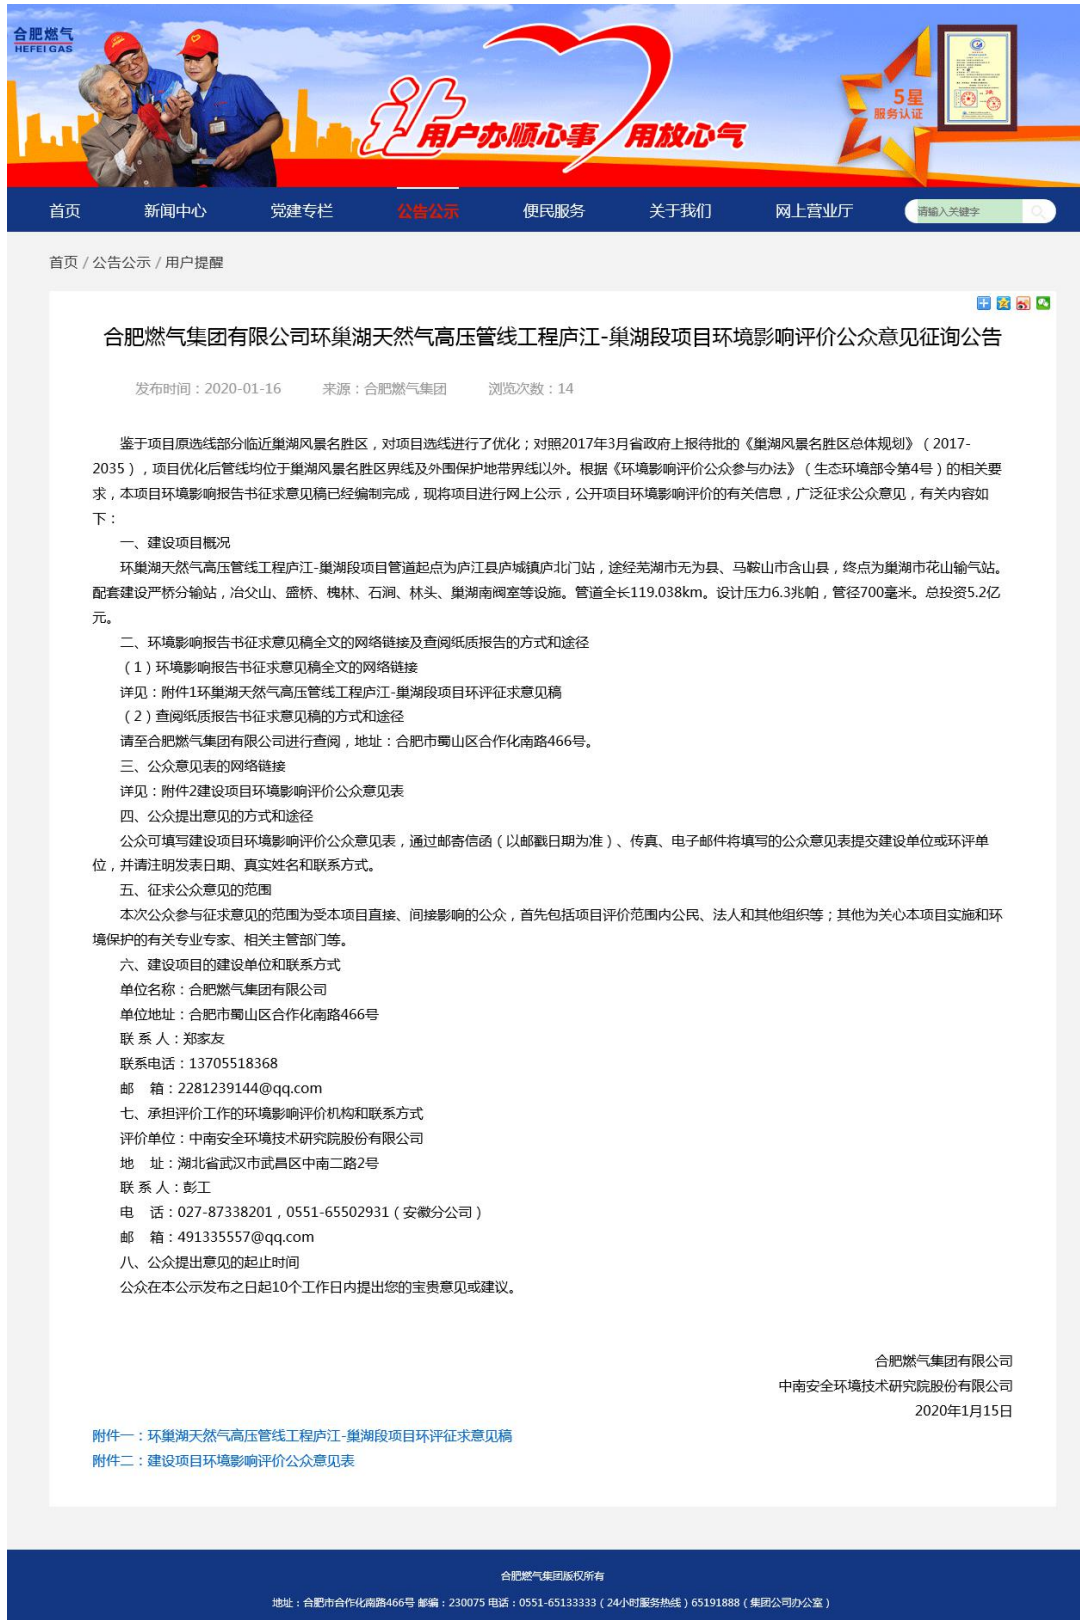 合肥燃气
HEFEI GAS
让用户办顺心事 用放心气
5星
服务认证
首页 新闻中心 党建专栏 公告公示 便民服务 关于我们 网上营业厅 请输入关键字
首页 / 公告公示 / 用户提醒
合肥燃气集团有限公司环巢湖天然气高压管线工程庐江-巢湖段项目环境影响评价公众意见征询公告
发布时间：2020-01-16 来源：合肥燃气集团 浏览次数：14
鉴于项目原选线部分临近巢湖风景名胜区，对项目选线进行了优化；对照2017年3月省政府上报待批的《巢湖风景名胜区总体规划》（2017-
2035），项目优化后管线均位于巢湖风景名胜区界线及外围保护地带界线以外。根据《环境影响评价公众参与办法》（生态环境部令第4号）的相关要
求，本项目环境影响报告书征求意见稿已经编制完成，现将项目进行网上公示，公开项目环境影响评价的有关信息，广泛征求公众意见，有关内容如
下：
一、建设项目概况
环巢湖天然气高压管线工程庐江-巢湖段项目管道起点为庐江县庐城镇庐北门站，途经芜湖市无为县、马鞍山市含山县，终点为巢湖市花山输气站。
配套建设严桥分输站，冶父山、盛桥、槐林、石涧、林头、巢湖南阀室等设施。管道全长119.038km。设计压力6.3兆帕，管径700毫米。总投资5.2亿
元。
二、环境影响报告书征求意见稿全文的网络链接及查阅纸质报告的方式和途径
（1）环境影响报告书征求意见稿全文的网络链接
详见：附件1环巢湖天然气高压管线工程庐江-巢湖段项目环评征求意见稿
（2）查阅纸质报告书征求意见稿的方式和途径
请至合肥燃气集团有限公司进行查阅，地址：合肥市蜀山区合作化南路466号。
三、公众意见表的网络链接
详见：附件2建设项目环境影响评价公众意见表
四、公众提出意见的方式和途径
公众可填写建设项目环境影响评价公众意见表，通过邮寄信函（以邮戳日期为准）、传真、电子邮件将填写的公众意见表提交建设单位或环评单
位，并请注明发表日期、真实姓名和联系方式。
五、征求公众意见的范围
本次公众参与征求意见的范围为受本项目直接、间接影响的公众，首先包括项目评价范围内公民、法人和其他组织等；其他为关心本项目实施和环
境保护的有关专业专家、相关主管部门等。
六、建设项目的建设单位和联系方式
单位名称：合肥燃气集团有限公司
单位地址：合肥市蜀山区合作化南路466号
联 系 人：郑家友
联系电话：13705518368
邮 箱：2281239144@qq.com
七、承担评价工作的环境影响评价机构和联系方式
评价单位：中南安全环境技术研究院股份有限公司
地 址：湖北省武汉市武昌区中南二路2号
联 系 人：彭工
电 话：027-87338201，0551-65502931（安徽分公司）
邮 箱：491335557@qq.com
八、公众提出意见的起止时间
公众在本公示发布之日起10个工作日内提出您的宝贵意见或建议。
合肥燃气集团有限公司
中南安全环境技术研究院股份有限公司
2020年1月15日
附件一：环巢湖天然气高压管线工程庐江-巢湖段项目环评征求意见稿
附件二：建设项目环境影响评价公众意见表
合肥燃气集团版权所有
地址：合肥市合作化南路466号 邮编：230075 电话：0551-65133333（24小时服务热线）65191888（集团公司办公室）